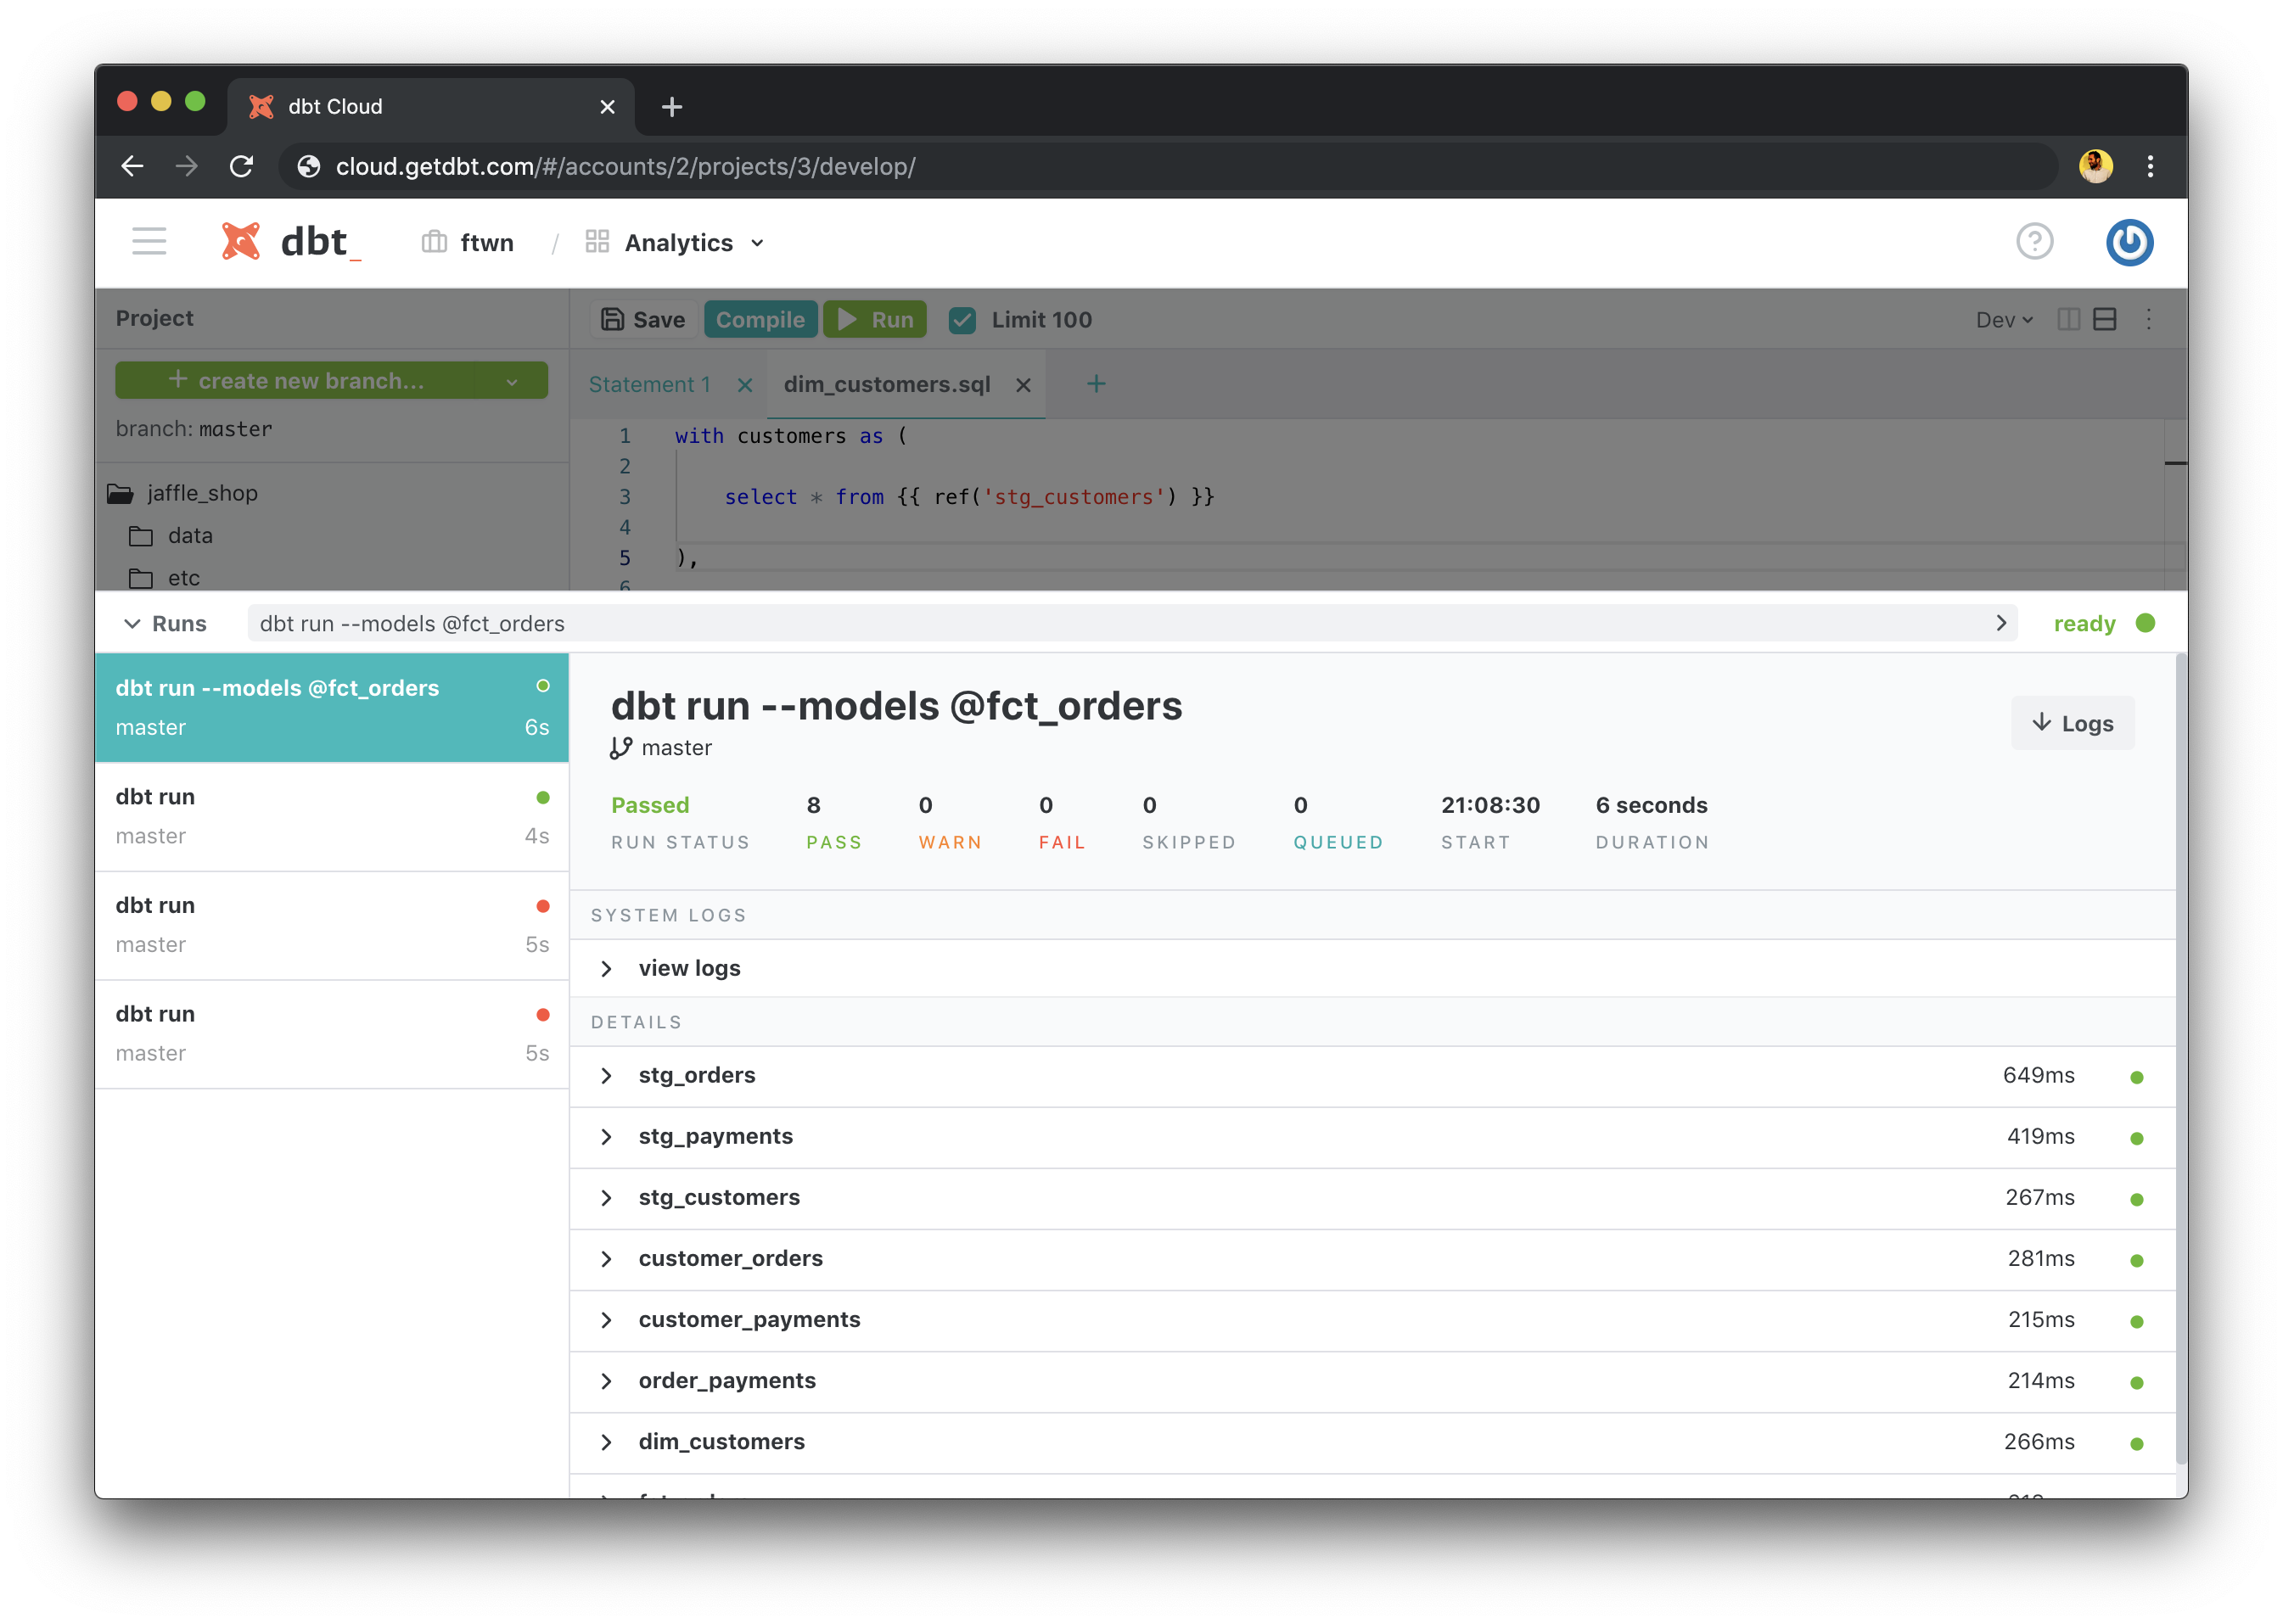 dbt Cloud
cloud.getdbt.com/#/accounts/2/projects/3/develop/
dbt_ ftwn / Analytics
Project
Save Compile Run Limit 100 Dev
+ create new branch...
Statement 1 dim_customers.sql
branch: master
1 with customers as (
2
3 select * from {{ ref('stg_customers') }}
4
5 ),
6
jaffle_shop
data
etc
Runs dbt run --models @fct_orders ready
dbt run --models @fct_orders
master 6s
dbt run
master 4s
dbt run
master 5s
dbt run
master 5s
dbt run --models @fct_orders
master
Logs
Passed 8 0 0 0 0 21:08:30 6 seconds
RUN STATUS PASS WARN FAIL SKIPPED QUEUED START DURATION
SYSTEM LOGS
view logs
DETAILS
stg_orders 649ms
stg_payments 419ms
stg_customers 267ms
customer_orders 281ms
customer_payments 215ms
order_payments 214ms
dim_customers 266ms